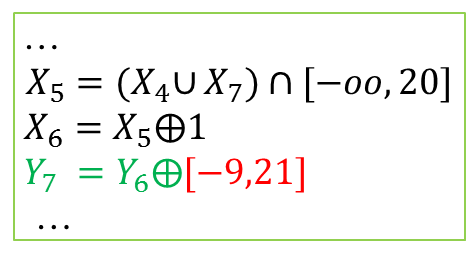 ...
X₅ = (X₄∪ X₇) ∩ [−oo, 20]
X₆ = X₅⊕1
Y₇ = Y₆⊕[−9,21]
...